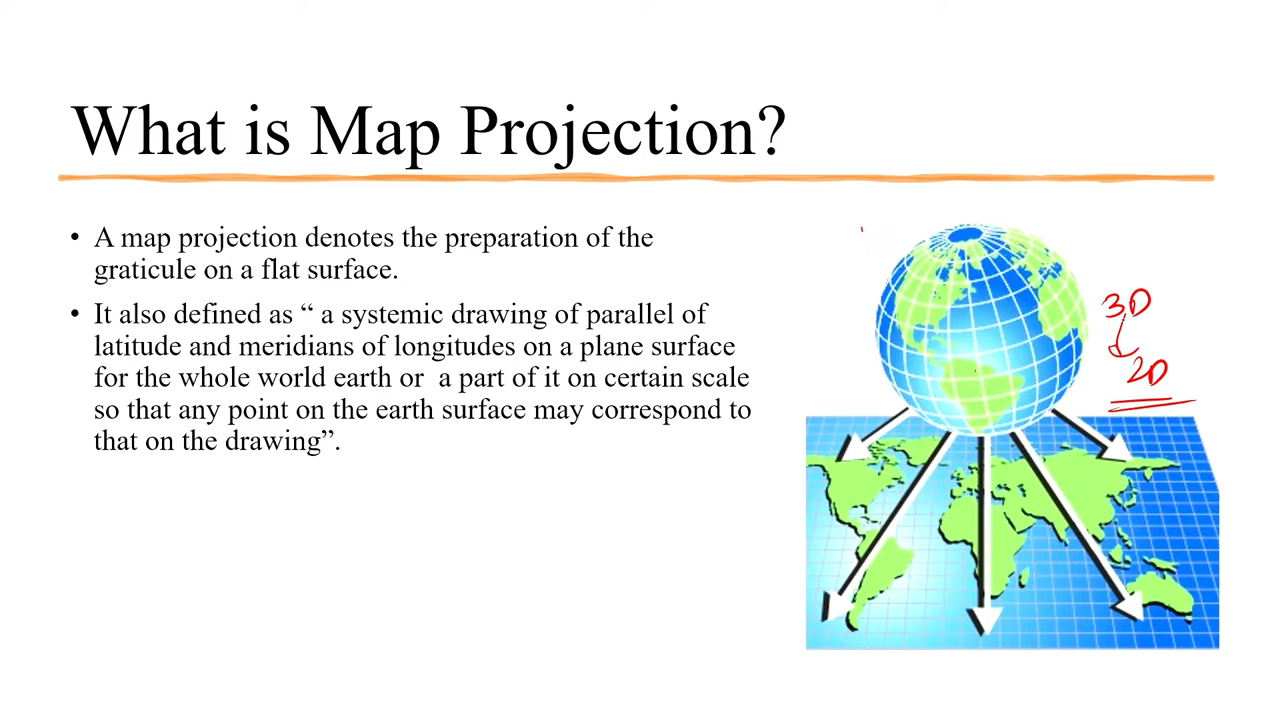 What is Map Projection?
• A map projection denotes the preparation of the
graticule on a flat surface.
• It also defined as “ a systemic drawing of parallel of
latitude and meridians of longitudes on a plane surface
for the whole world earth or  a part of it on certain scale
so that any point on the earth surface may correspond to
that on the drawing”.
3D
2D